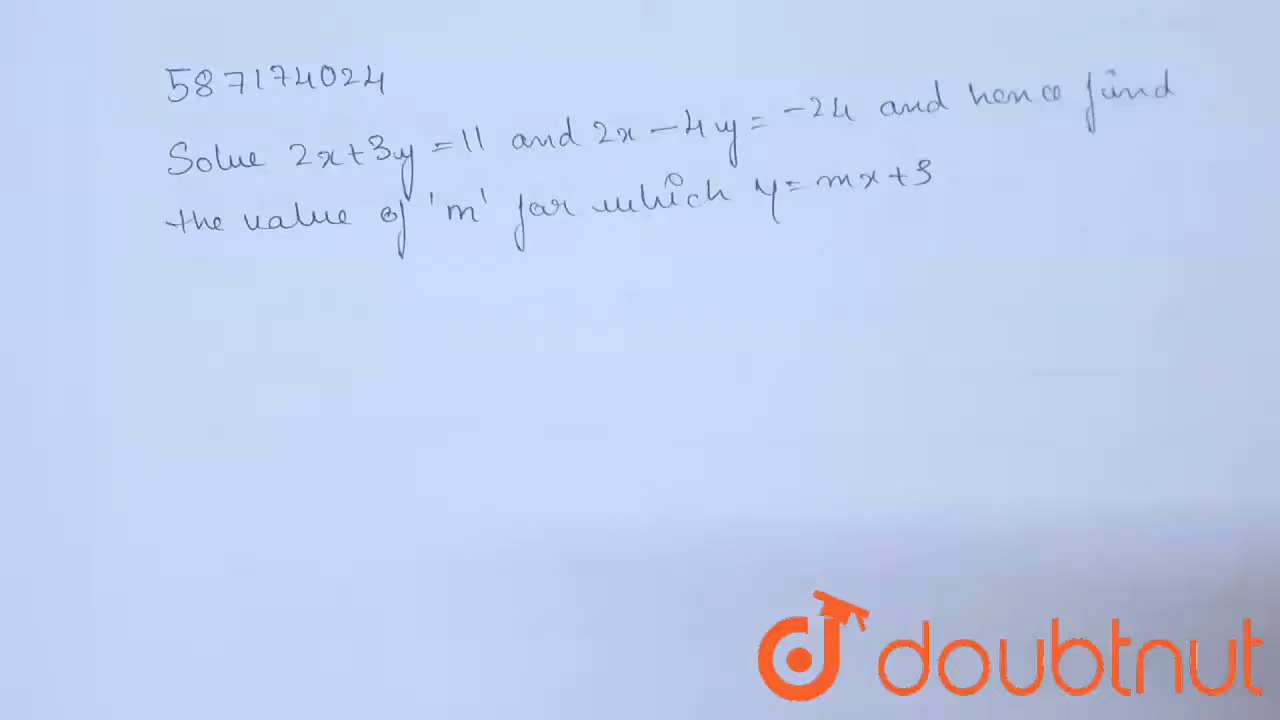 587174024
Solve 2x+3y=11 and 2x-4y=-24 and hence find
the value of 'm' for which y=mx+3
doubtnut